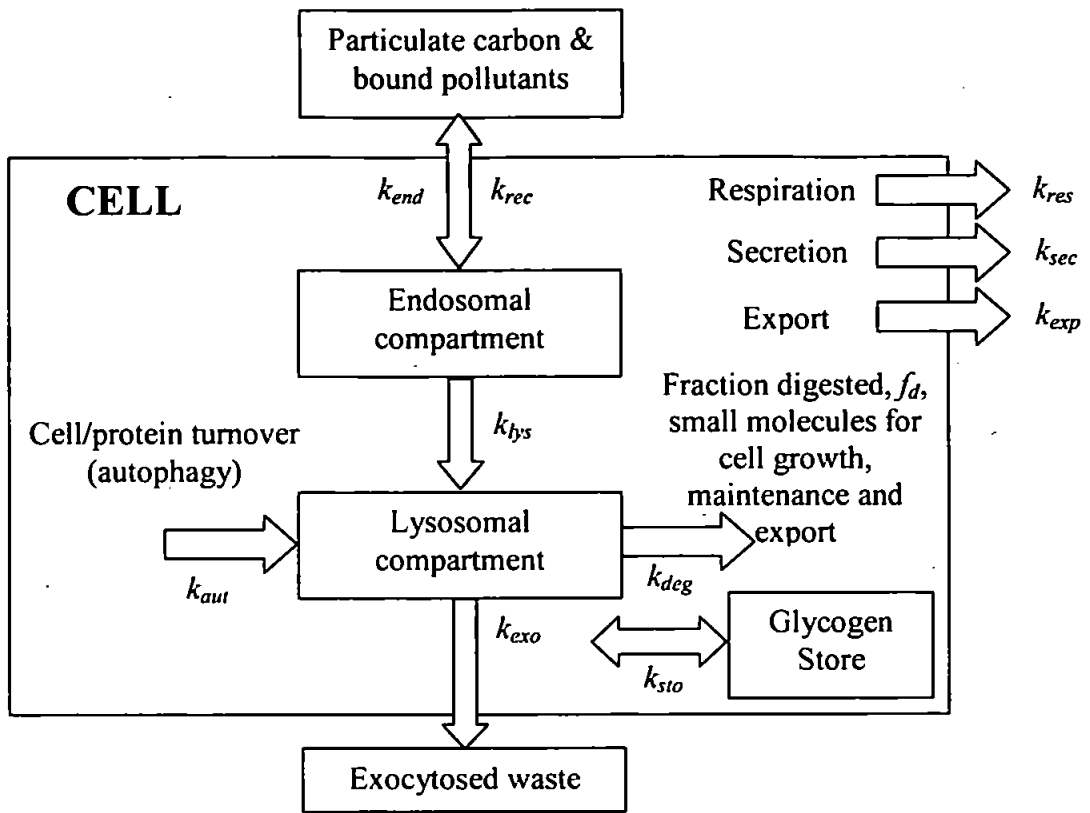 Particulate carbon &
bound pollutants
CELL
k_end
k_rec
Respiration
k_res
Secretion
k_sec
Export
k_exp
Endosomal
compartment
Fraction digested, f_d,
small molecules for
cell growth,
maintenance and
export
k_lys
Cell/protein turnover
(autophagy)
Lysosomal
compartment
k_aut
k_deg
k_exo
Glycogen
Store
k_sto
Exocytosed waste